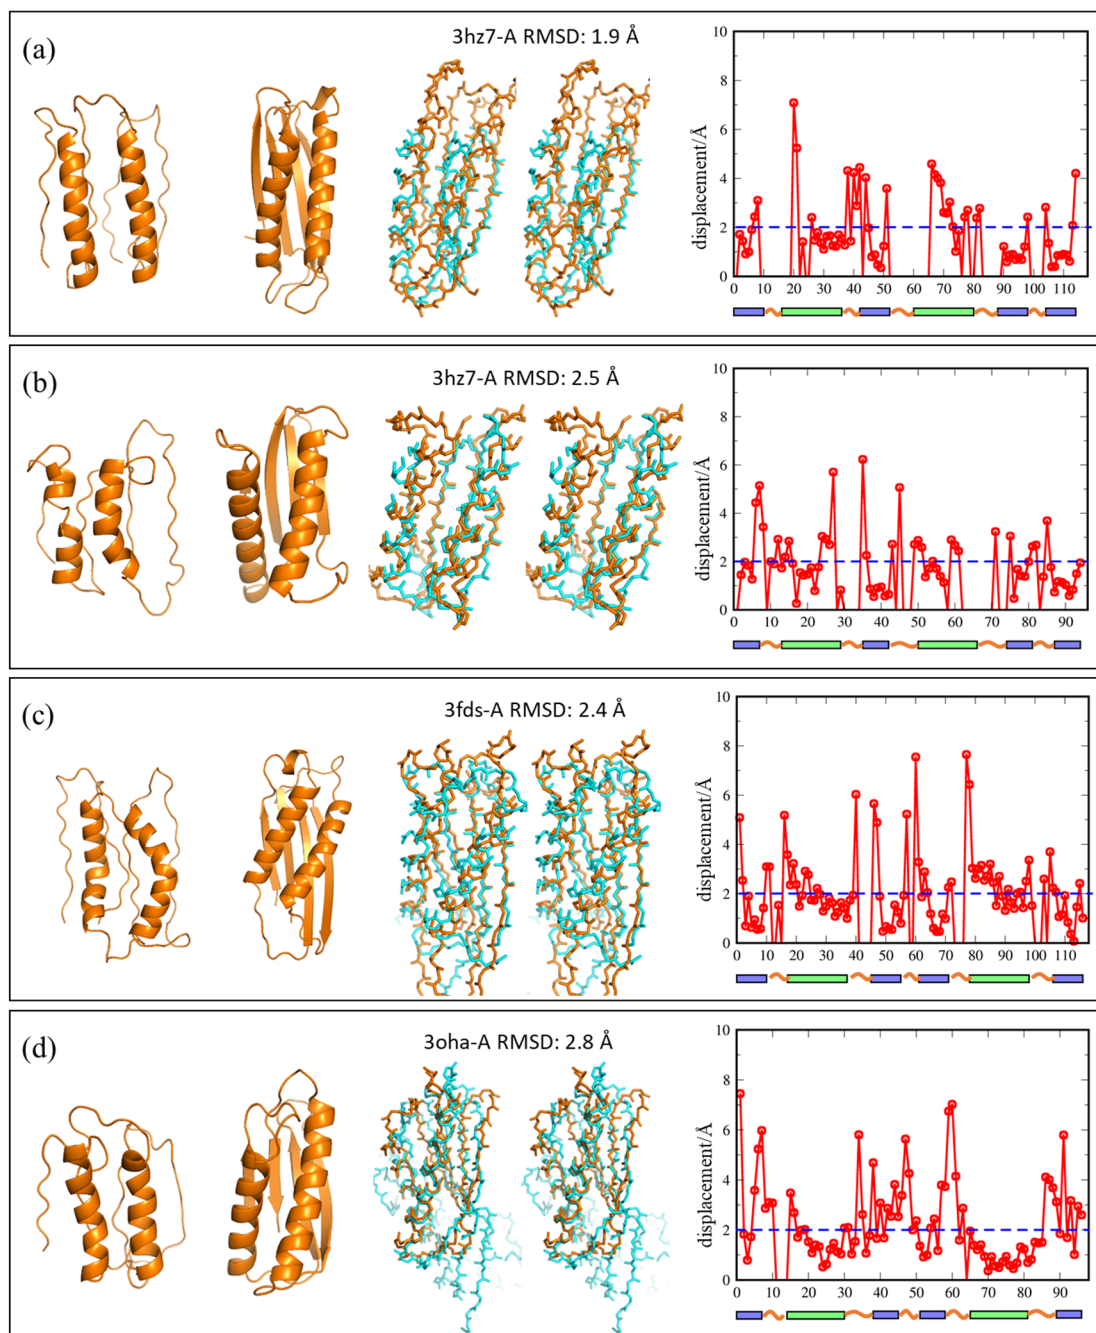 (a)
3hz7-A RMSD: 1.9 Å
displacement/Å
10
8
6
4
2
0
0 10 20 30 40 50 60 70 80 90 100 110
(b)
3hz7-A RMSD: 2.5 Å
displacement/Å
10
8
6
4
2
0
0 10 20 30 40 50 60 70 80 90
(c)
3fds-A RMSD: 2.4 Å
displacement/Å
10
8
6
4
2
0
0 10 20 30 40 50 60 70 80 90 100 110
(d)
3oha-A RMSD: 2.8 Å
displacement/Å
10
8
6
4
2
0
0 10 20 30 40 50 60 70 80 90